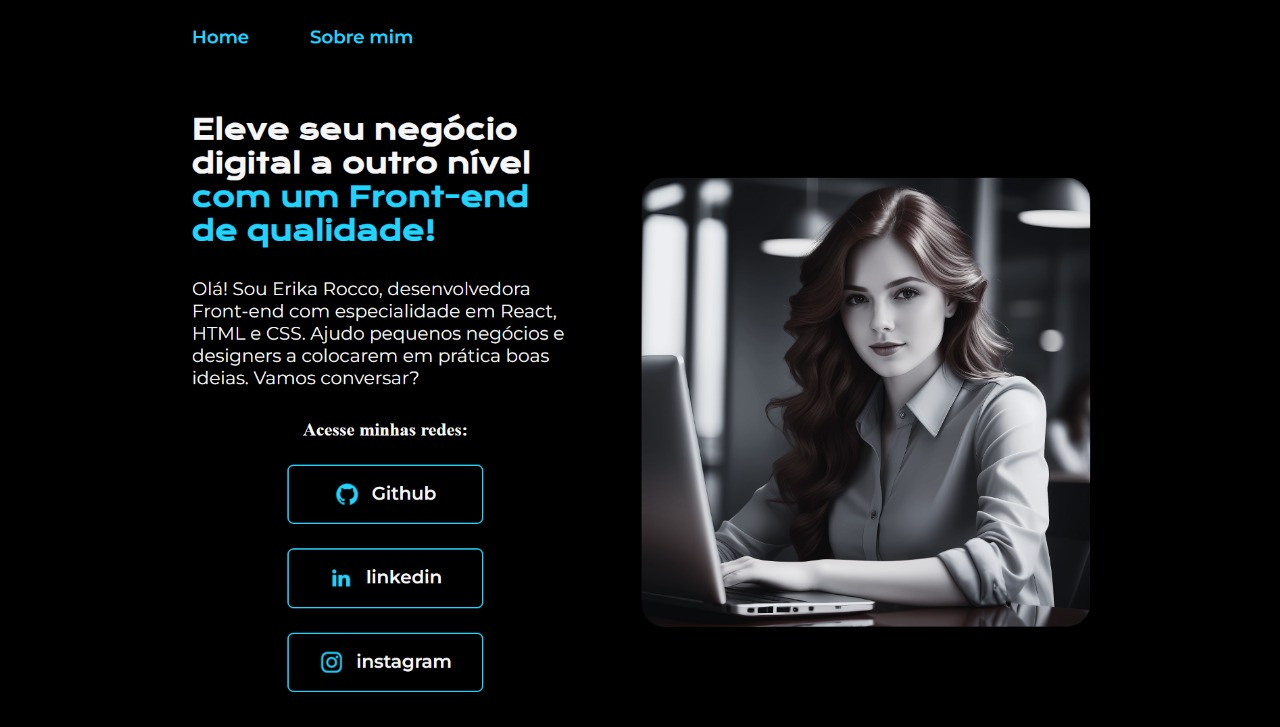 Home
Sobre mim
Eleve seu negócio
digital a outro nível
com um Front-end
de qualidade!
Olá! Sou Erika Rocco, desenvolvedora
Front-end com especialidade em React,
HTML e CSS. Ajudo pequenos negócios e
designers a colocarem em prática boas
ideias. Vamos conversar?
Acesse minhas redes:
Github
linkedin
instagram